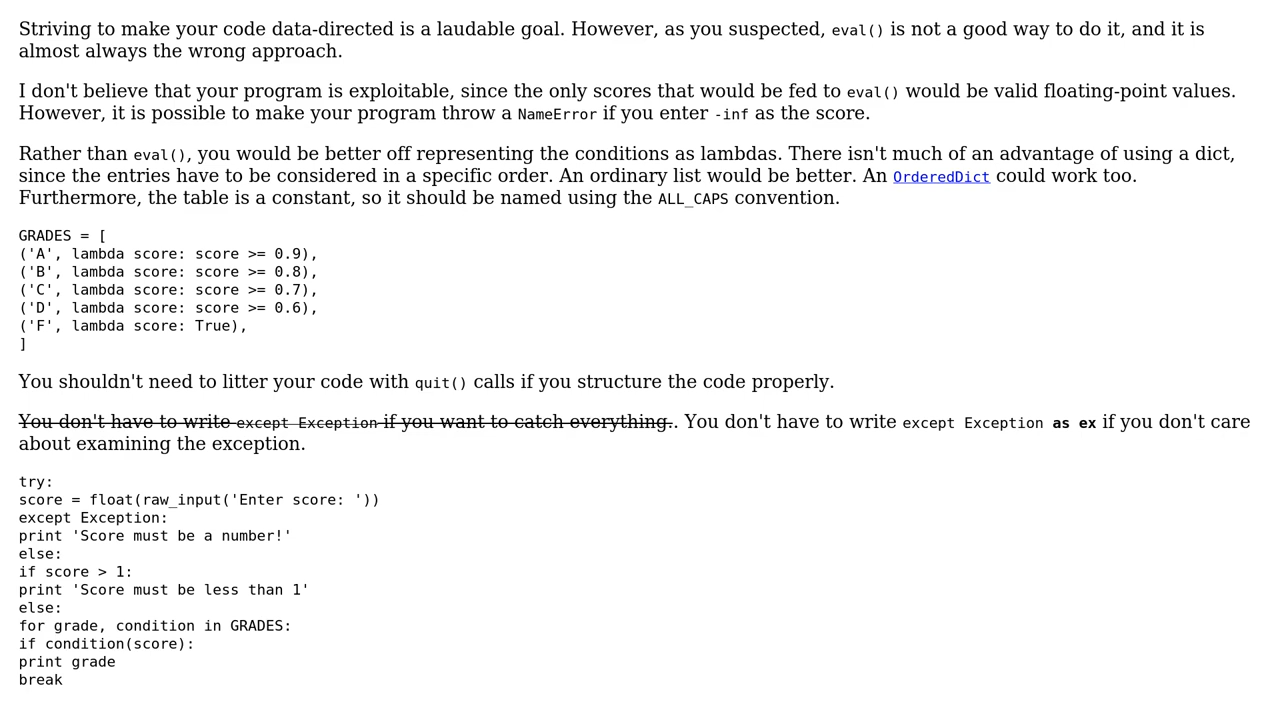 Striving to make your code data-directed is a laudable goal. However, as you suspected, eval() is not a good way to do it, and it is
almost always the wrong approach.
I don't believe that your program is exploitable, since the only scores that would be fed to eval() would be valid floating-point values.
However, it is possible to make your program throw a NameError if you enter -inf as the score.
Rather than eval(), you would be better off representing the conditions as lambdas. There isn't much of an advantage of using a dict,
since the entries have to be considered in a specific order. An ordinary list would be better. An OrderedDict could work too.
Furthermore, the table is a constant, so it should be named using the ALL_CAPS convention.
GRADES = [
('A', lambda score: score >= 0.9),
('B', lambda score: score >= 0.8),
('C', lambda score: score >= 0.7),
('D', lambda score: score >= 0.6),
('F', lambda score: True),
]
You shouldn't need to litter your code with quit() calls if you structure the code properly.
You don't have to write except Exception if you want to catch everything.. You don't have to write except Exception as ex if you don't care
about examining the exception.
try:
score = float(raw_input('Enter score: '))
except Exception:
print 'Score must be a number!'
else:
if score > 1:
print 'Score must be less than 1'
else:
for grade, condition in GRADES:
if condition(score):
print grade
break